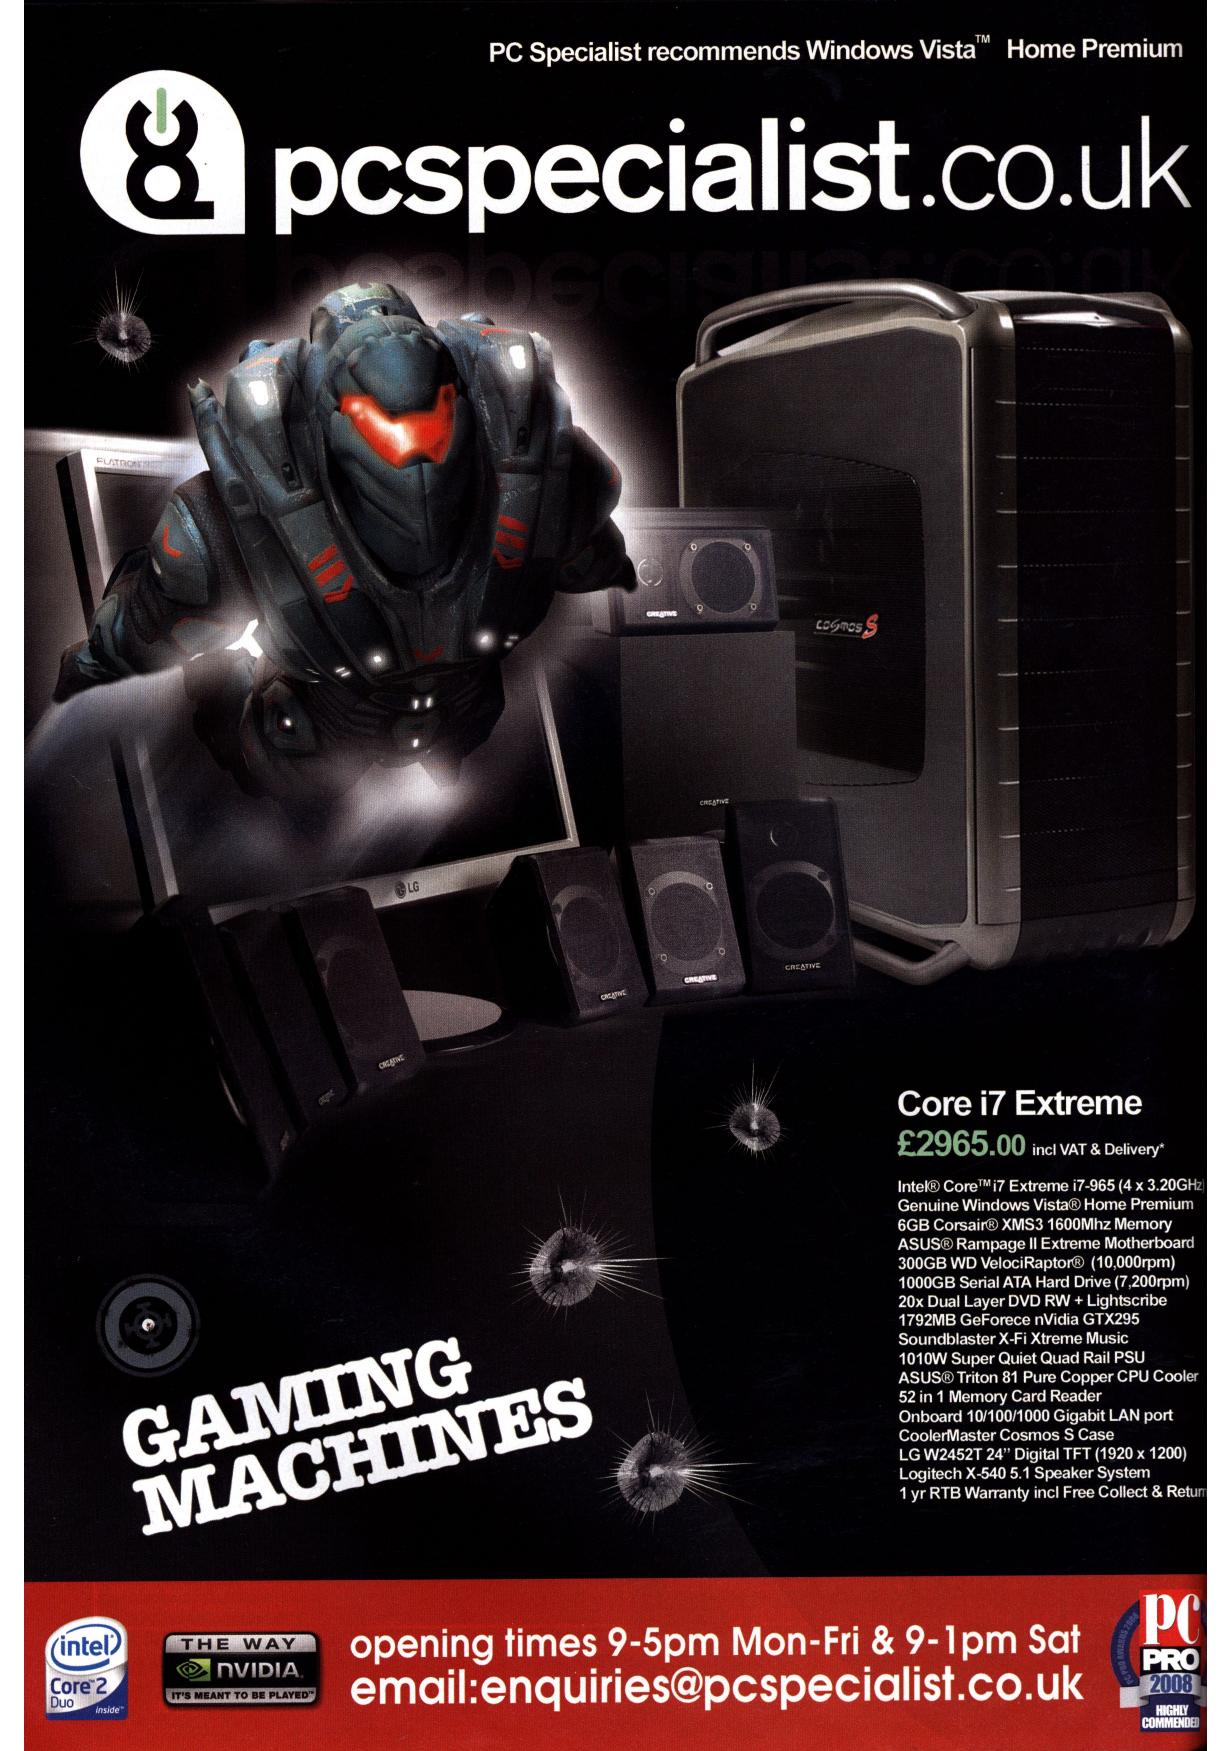 PC Specialist recommends Windows Vista™ Home Premium
pcspecialist.co.uk
FLATRON
CREATIVE
COSMOS S
CREATIVE
LG
CREATIVE
CREATIVE
CREATIVE
CREATIVE
Core i7 Extreme
£2965.00 incl VAT & Delivery*
Intel® Core™ i7 Extreme i7-965 (4 x 3.20GHz)
Genuine Windows Vista® Home Premium
6GB Corsair® XMS3 1600Mhz Memory
ASUS® Rampage II Extreme Motherboard
300GB WD VelociRaptor® (10,000rpm)
1000GB Serial ATA Hard Drive (7,200rpm)
20x Dual Layer DVD RW + Lightscribe
1792MB GeForece nVidia GTX295
Soundblaster X-Fi Xtreme Music
1010W Super Quiet Quad Rail PSU
ASUS® Triton 81 Pure Copper CPU Cooler
52 in 1 Memory Card Reader
Onboard 10/100/1000 Gigabit LAN port
CoolerMaster Cosmos S Case
LG W2452T 24'' Digital TFT (1920 x 1200)
Logitech X-540 5.1 Speaker System
1 yr RTB Warranty incl Free Collect & Return
GAMING
MACHINES
intel
Core™2
Duo
inside™
THE WAY
NVIDIA
IT'S MEANT TO BE PLAYED™
opening times 9-5pm Mon-Fri & 9-1pm Sat
email:enquiries@pcspecialist.co.uk
PC
PRO
2008
HIGHLY
COMMENDED